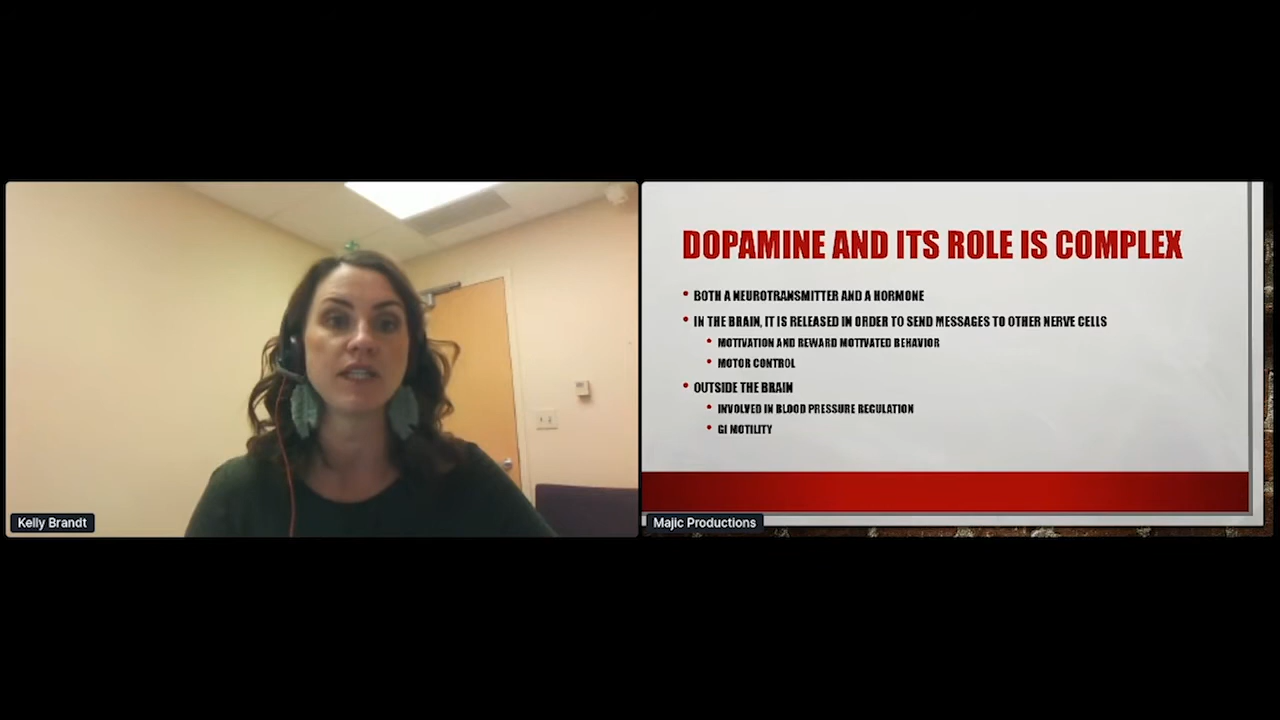 DOPAMINE AND ITS ROLE IS COMPLEX
• BOTH A NEUROTRANSMITTER AND A HORMONE
• IN THE BRAIN, IT IS RELEASED IN ORDER TO SEND MESSAGES TO OTHER NERVE CELLS
• MOTIVATION AND REWARD MOTIVATED BEHAVIOR
• MOTOR CONTROL
• OUTSIDE THE BRAIN
• INVOLVED IN BLOOD PRESSURE REGULATION
• GI MOTILITY
Kelly Brandt
Majic Productions